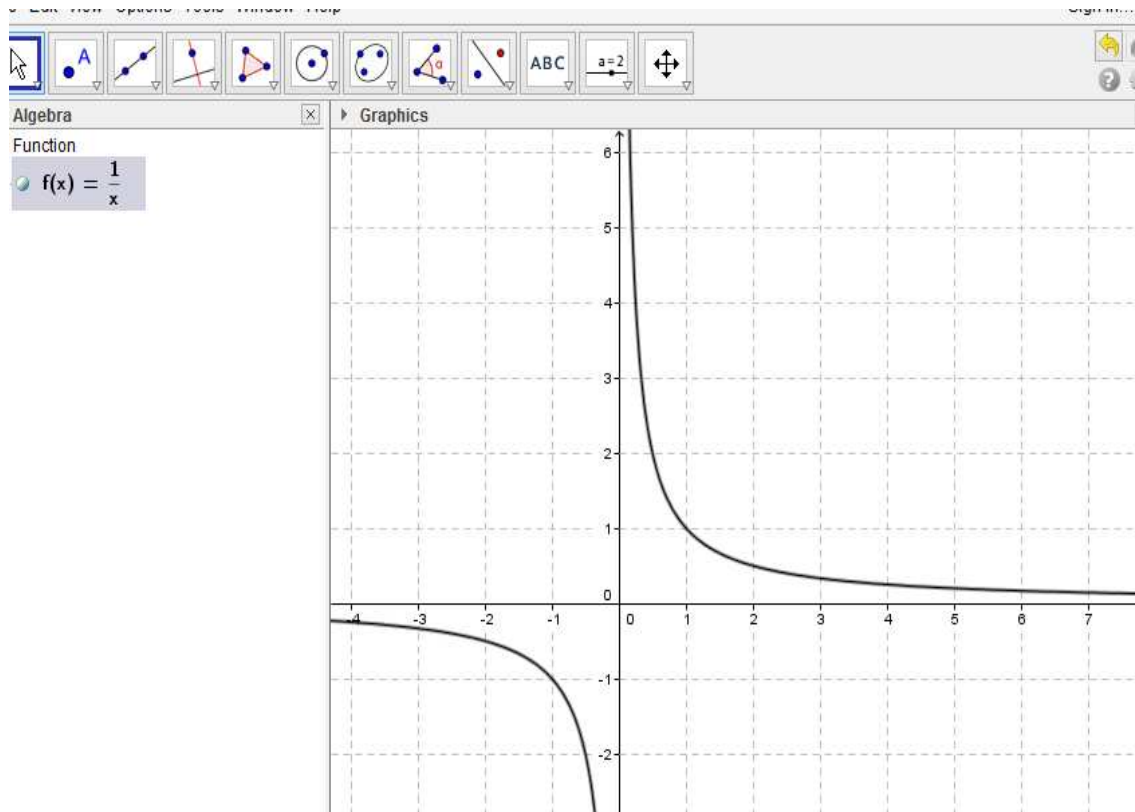 A
α
ABC
a=2
Algebra
Graphics
Function
f(x) = 1/x
6
5
4
3
2
1
0
-4 -3 -2 -1 0 1 2 3 4 5 6 7
-1
-2